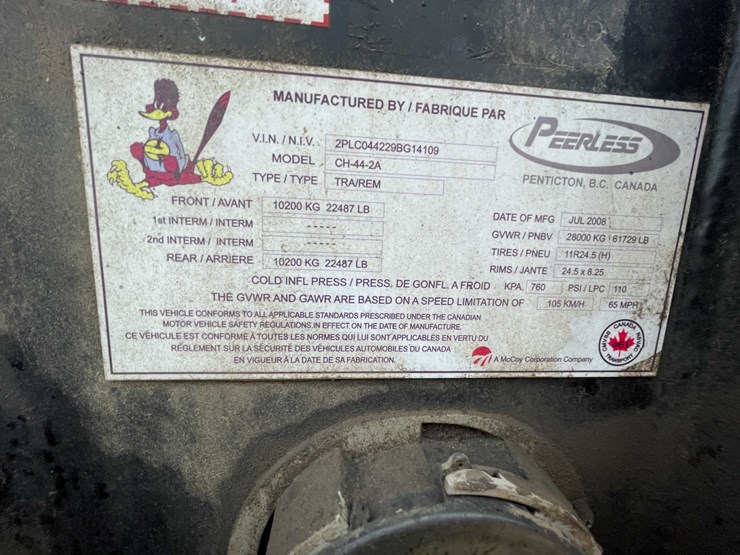 MANUFACTURED BY / FABRIQUE PAR
PEERLESS
PENTICTON, B.C. CANADA
V.I.N. / N.I.V. 2PLC044229BG14109
MODEL CH-44-2A
TYPE / TYPE TRA/REM
FRONT / AVANT 10200 KG 22487 LB
1st INTERM / INTERM -----
2nd INTERM / INTERM -----
REAR / ARRIERE 10200 KG 22487 LB
DATE OF MFG JUL 2008
GVWR / PNBV 28000 KG 61729 LB
TIRES / PNEU 11R24.5 (H)
RIMS / JANTE 24.5 x 8.25
COLD INFL PRESS / PRESS. DE GONFL. A FROID KPA. 760 PSI / LPC 110
THE GVWR AND GAWR ARE BASED ON A SPEED LIMITATION OF 105 KM/H 65 MPH
THIS VEHICLE CONFORMS TO ALL APPLICABLE STANDARDS PRESCRIBED UNDER THE CANADIAN
MOTOR VEHICLE SAFETY REGULATIONS IN EFFECT ON THE DATE OF MANUFACTURE.
CE VÉHICULE EST CONFORME À TOUTES LES NORMES QUI LUI SONT APPLICABLES EN VERTU DU
RÉGLEMENT SUR LA SÉCURITÉ DES VÉHICULES AUTOMOBILES DU CANADA
EN VIGUEUR À LA DATE DE SA FABRICATION.
A McCoy Corporation Company
CANADA
TRANSPORT